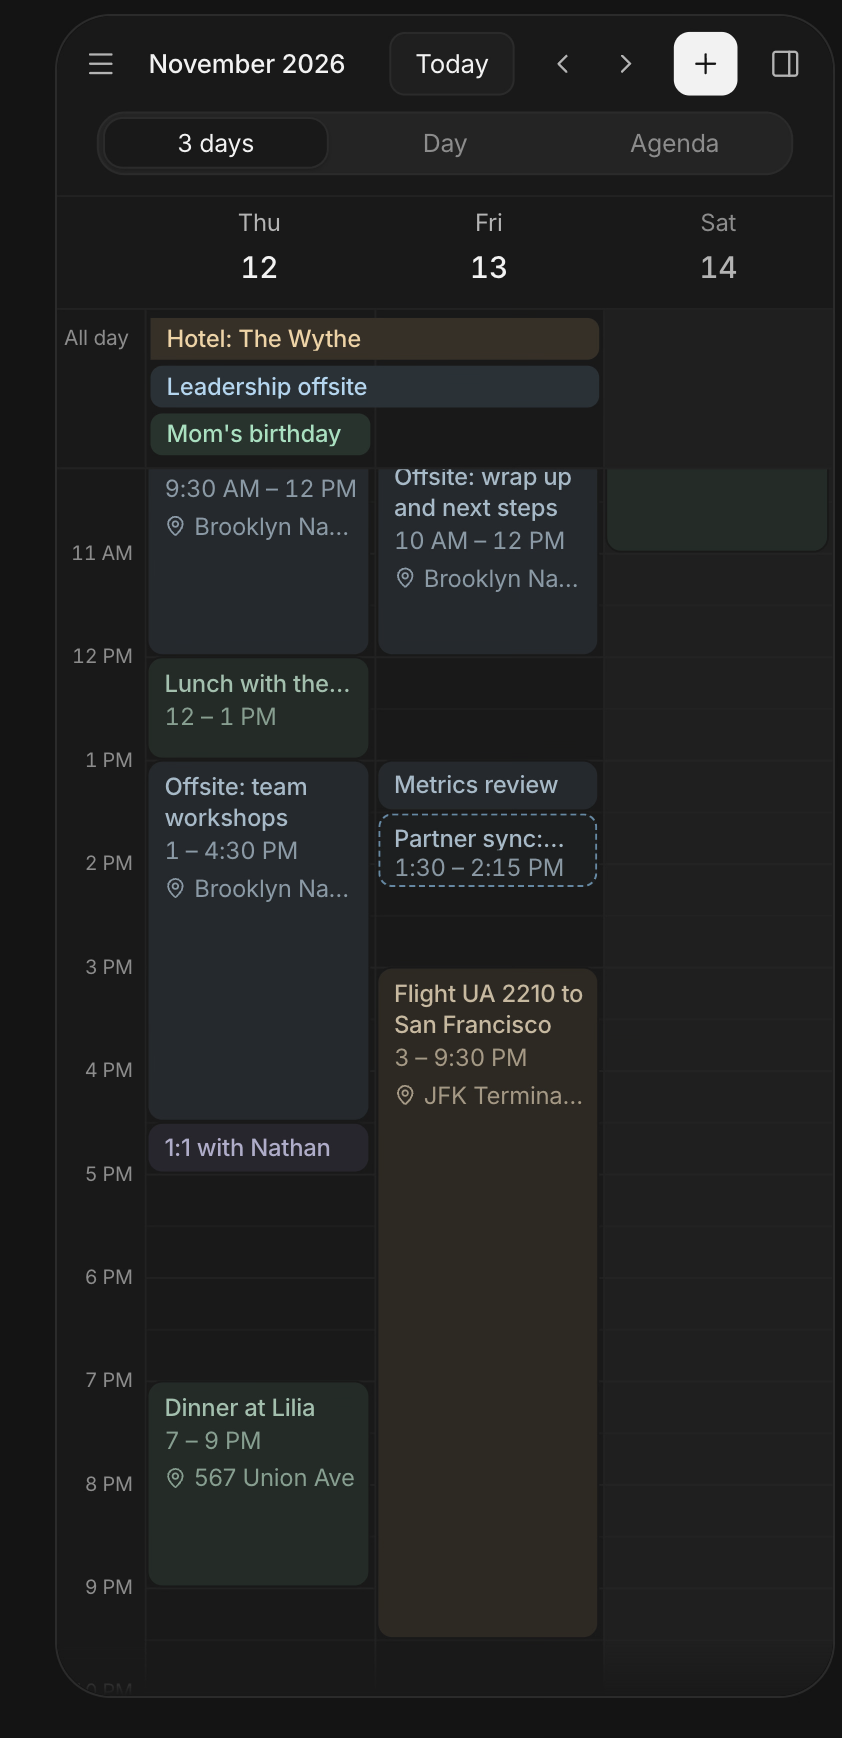 November 2026
Today
3 days
Day
Agenda
Thu
12
Fri
13
Sat
14
All day
Hotel: The Wythe
Leadership offsite
Mom's birthday
9:30 AM – 12 PM
Brooklyn Na...
Offsite: wrap up
and next steps
10 AM – 12 PM
Brooklyn Na...
11 AM
12 PM
Lunch with the...
12 – 1 PM
1 PM
Offsite: team
workshops
1 – 4:30 PM
Brooklyn Na...
Metrics review
Partner sync:...
1:30 – 2:15 PM
2 PM
3 PM
Flight UA 2210 to
San Francisco
3 – 9:30 PM
JFK Termina...
4 PM
1:1 with Nathan
5 PM
6 PM
7 PM
Dinner at Lilia
7 – 9 PM
567 Union Ave
8 PM
9 PM